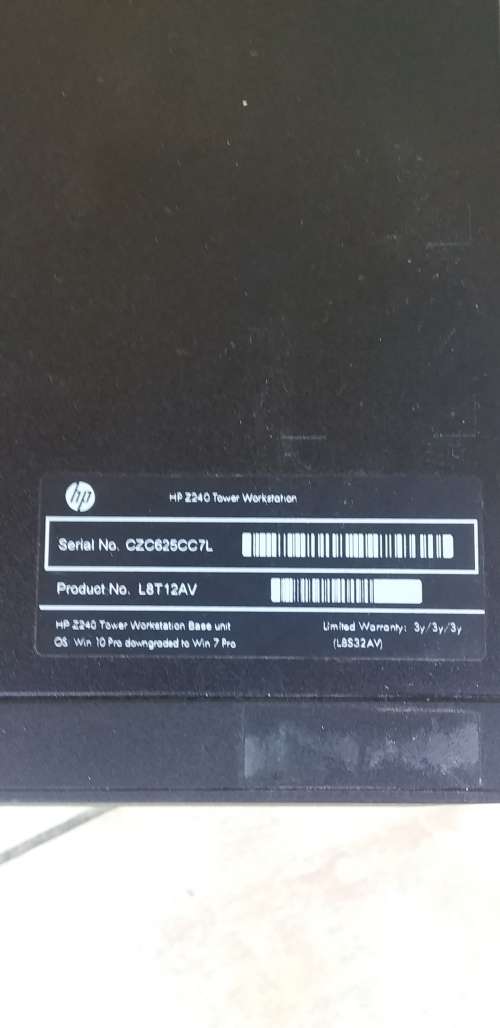 hp
HP Z240 Tower Workstation
Serial No. CZC625CC7L
Product No. L8T12AV
HP Z240 Tower Workstation Base unit
OS Win 10 Pro downgraded to Win 7 Pro
Limited Warranty: 3y/3y/3y
(L8S32AV)